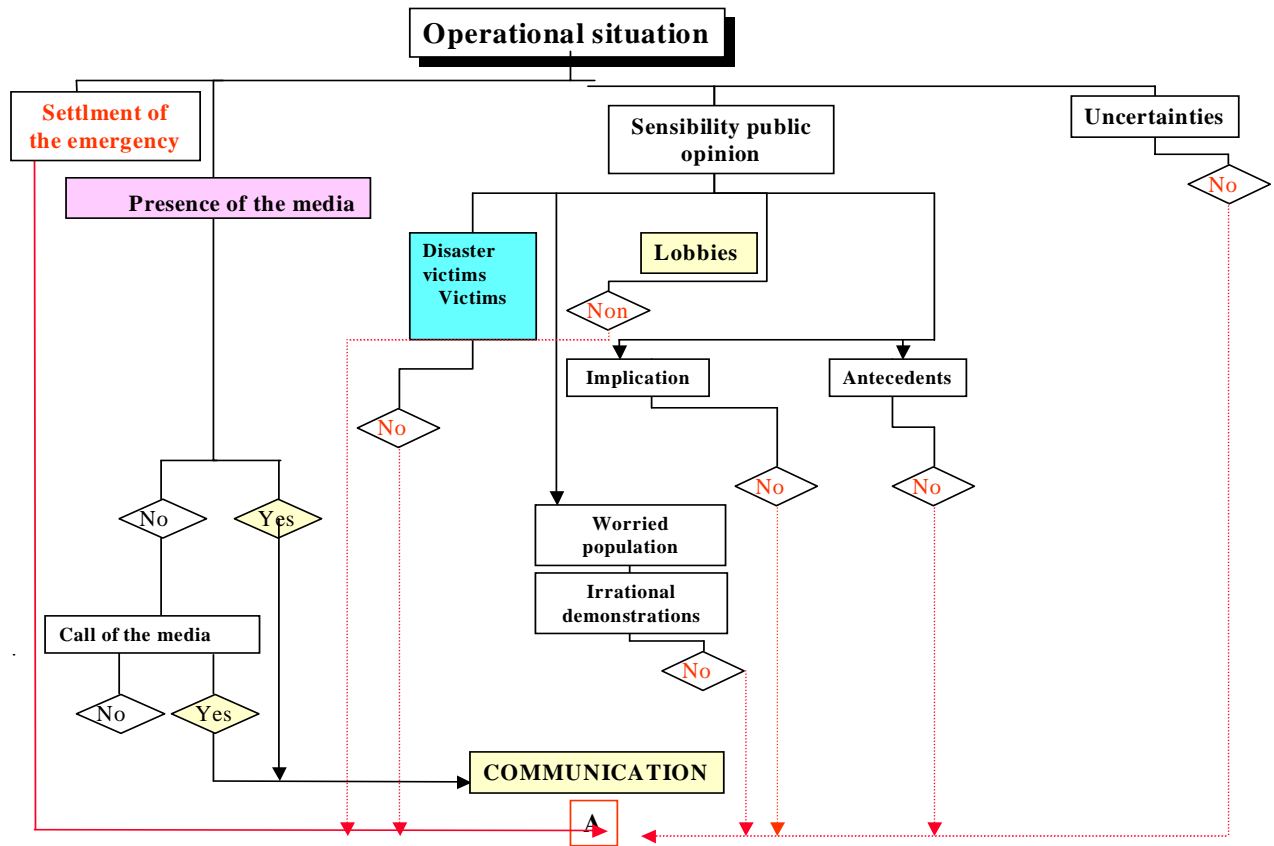 Operational situation
Settlment of
the emergency
Sensibility public
opinion
Uncertainties
No
Presence of the media
Disaster
victims
Victims
Lobbies
Non
Implication
Antecedents
No
No
No
No
Yes
Worried
population
Irrational
demonstrations
Call of the media
No
No
Yes
COMMUNICATION
A